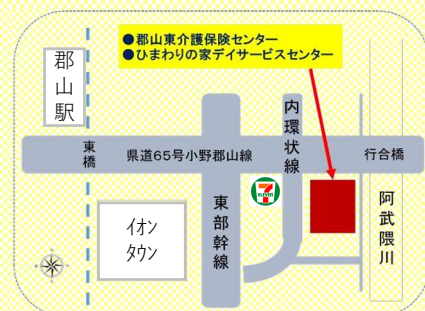 ●郡山東介護保険センター
●ひまわりの家デイサービスセンター
郡山駅
内環状線
東橋
県道65号小野郡山線
行合橋
7
ELEVEN
東部幹線
阿武隈川
イオン
タウン